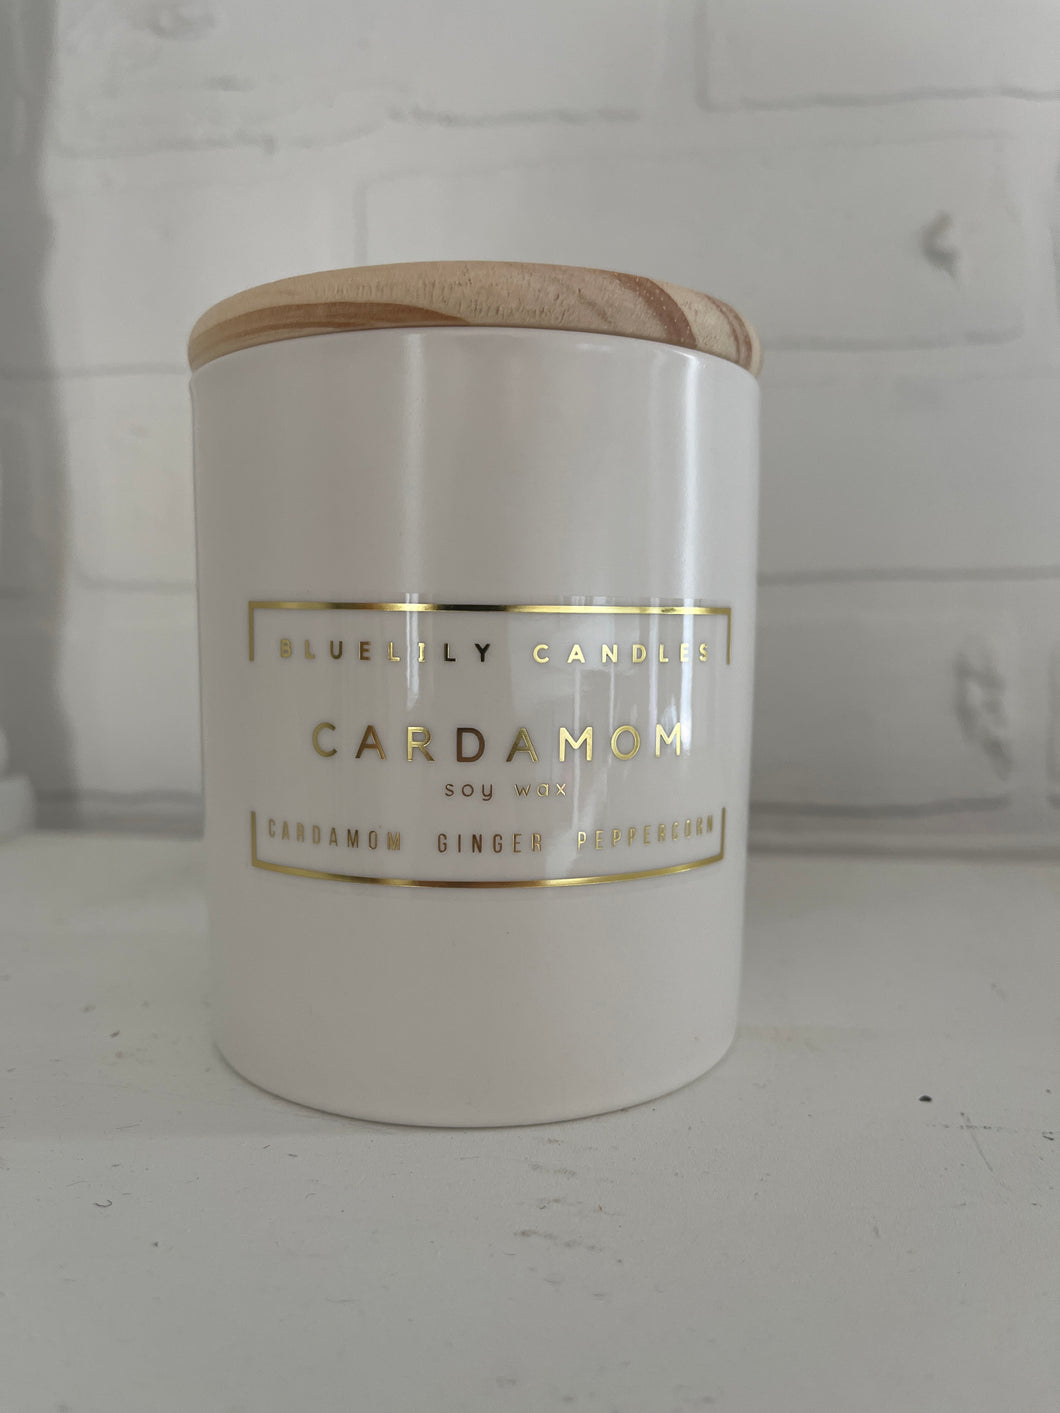 BLUELILY CANDLES
CARDAMOM
soy wax
CARDAMOM GINGER PEPPERCORN